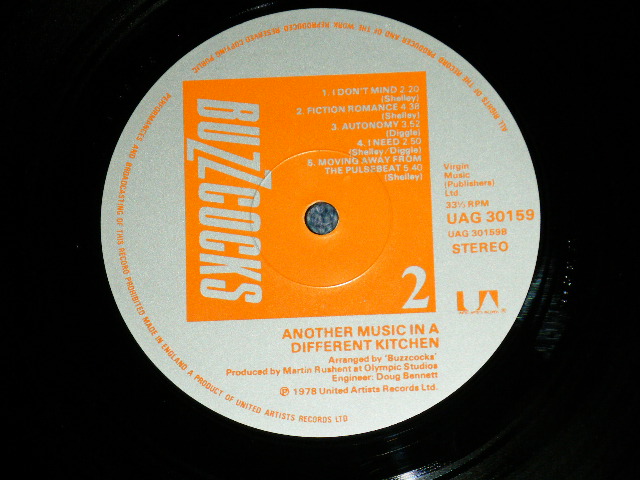 BUZZCOCKS
1. I DON'T MIND 2 20
(Shelley)
2. FICTION ROMANCE 4 38
(Shelley)
3. AUTONOMY 3.52
(Diggle)
4. I NEED 2 50
(Shelley/Diggle)
5. MOVING AWAY FROM
THE PULSEBEAT 5 40
(Shelley)
Virgin
Music
(Publishers)
Ltd.
33⅓ RPM
UAG 30159
UAG 30159B
STEREO
2
UA
ANOTHER MUSIC IN A
DIFFERENT KITCHEN
Arranged by 'Buzzcocks'
Produced by Martin Rushent at Olympic Studios
Engineer: Doug Bennett
℗ © 1978 United Artists Records Ltd.
ALL RIGHTS OF THE RECORD PRODUCER AND OF THE WORK REPRODUCED RESERVED COPYING PUBLIC PERFORMANCES AND BROADCASTING OF THIS RECORD PROHIBITED MADE IN ENGLAND A PRODUCT OF UNITED ARTISTS RECORDS LTD